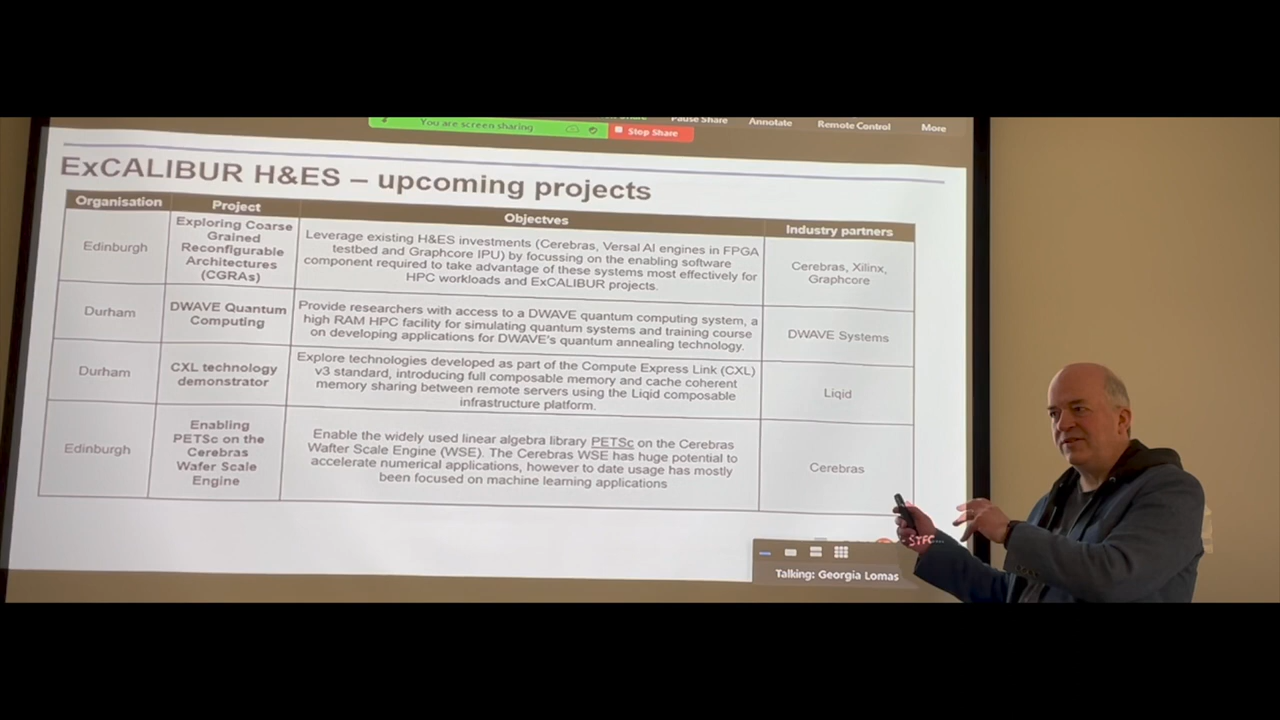 You are screen sharing
Stop Share
Pause Share
Annotate
Remote Control
More
ExCALIBUR H&ES – upcoming projects
Organisation
Project
Objectves
Industry partners
Edinburgh
Exploring Coarse
Grained
Reconfigurable
Architectures
(CGRAs)
Leverage existing H&ES investments (Cerebras, Versal AI engines in FPGA
testbed and Graphcore IPU) by focussing on the enabling software
component required to take advantage of these systems most effectively for
HPC workloads and ExCALIBUR projects.
Cerebras, Xilinx,
Graphcore
Durham
DWAVE Quantum
Computing
Provide researchers with access to a DWAVE quantum computing system, a
high RAM HPC facility for simulating quantum systems and training course
on developing applications for DWAVE's quantum annealing technology.
DWAVE Systems
Durham
CXL technology
demonstrator
Explore technologies developed as part of the Compute Express Link (CXL)
v3 standard, introducing full composable memory and cache coherent
memory sharing between remote servers using the Liqid composable
infrastructure platform.
Liqid
Edinburgh
Enabling
PETSc on the
Cerebras
Wafer Scale
Engine
Enable the widely used linear algebra library PETSc on the Cerebras
Wafter Scale Engine (WSE). The Cerebras WSE has huge potential to
accelerate numerical applications, however to date usage has mostly
been focused on machine learning applications
Cerebras
- STFC...
Talking: Georgia Lomas